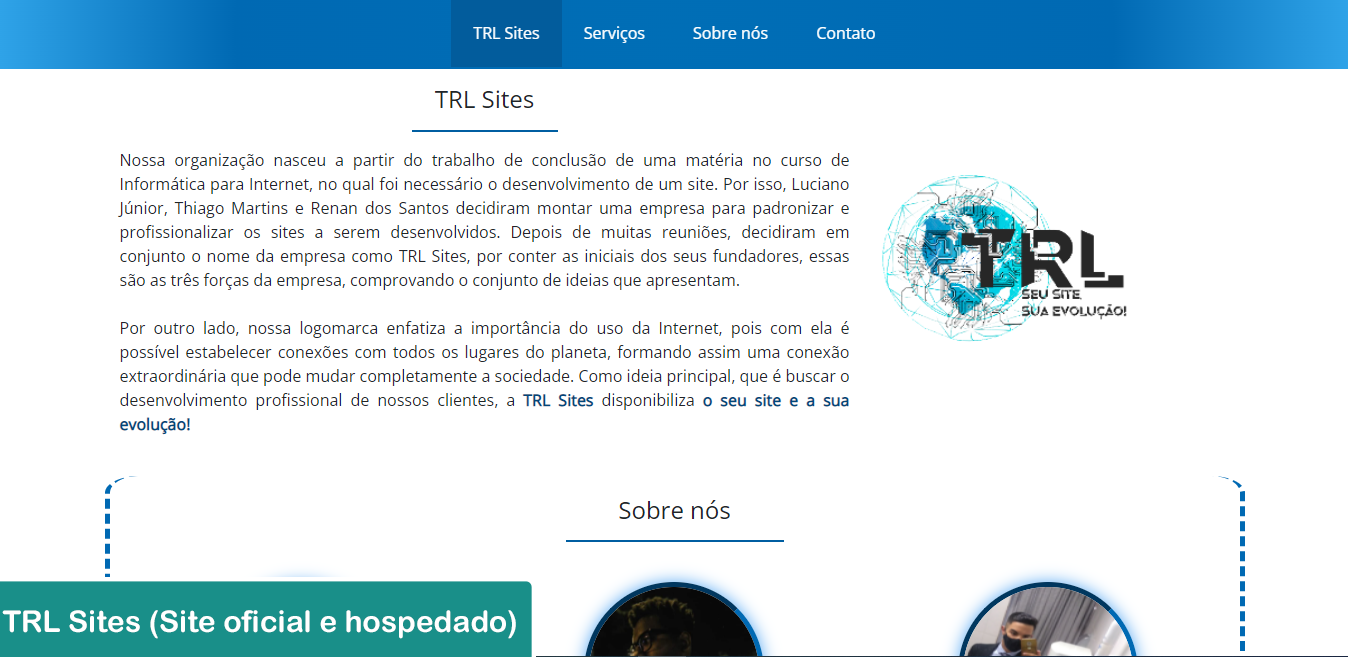 TRL Sites Serviços Sobre nós Contato
TRL Sites
Nossa organização nasceu a partir do trabalho de conclusão de uma matéria no curso de
Informática para Internet, no qual foi necessário o desenvolvimento de um site. Por isso, Luciano
Júnior, Thiago Martins e Renan dos Santos decidiram montar uma empresa para padronizar e
profissionalizar os sites a serem desenvolvidos. Depois de muitas reuniões, decidiram em
conjunto o nome da empresa como TRL Sites, por conter as iniciais dos seus fundadores, essas
são as três forças da empresa, comprovando o conjunto de ideias que apresentam.
Por outro lado, nossa logomarca enfatiza a importância do uso da Internet, pois com ela é
possível estabelecer conexões com todos os lugares do planeta, formando assim uma conexão
extraordinária que pode mudar completamente a sociedade. Como ideia principal, que é buscar o
desenvolvimento profissional de nossos clientes, a TRL Sites disponibiliza o seu site e a sua
evolução!
TRL
SEU SITE,
SUA EVOLUÇÃO!
Sobre nós
TRL Sites (Site oficial e hospedado)